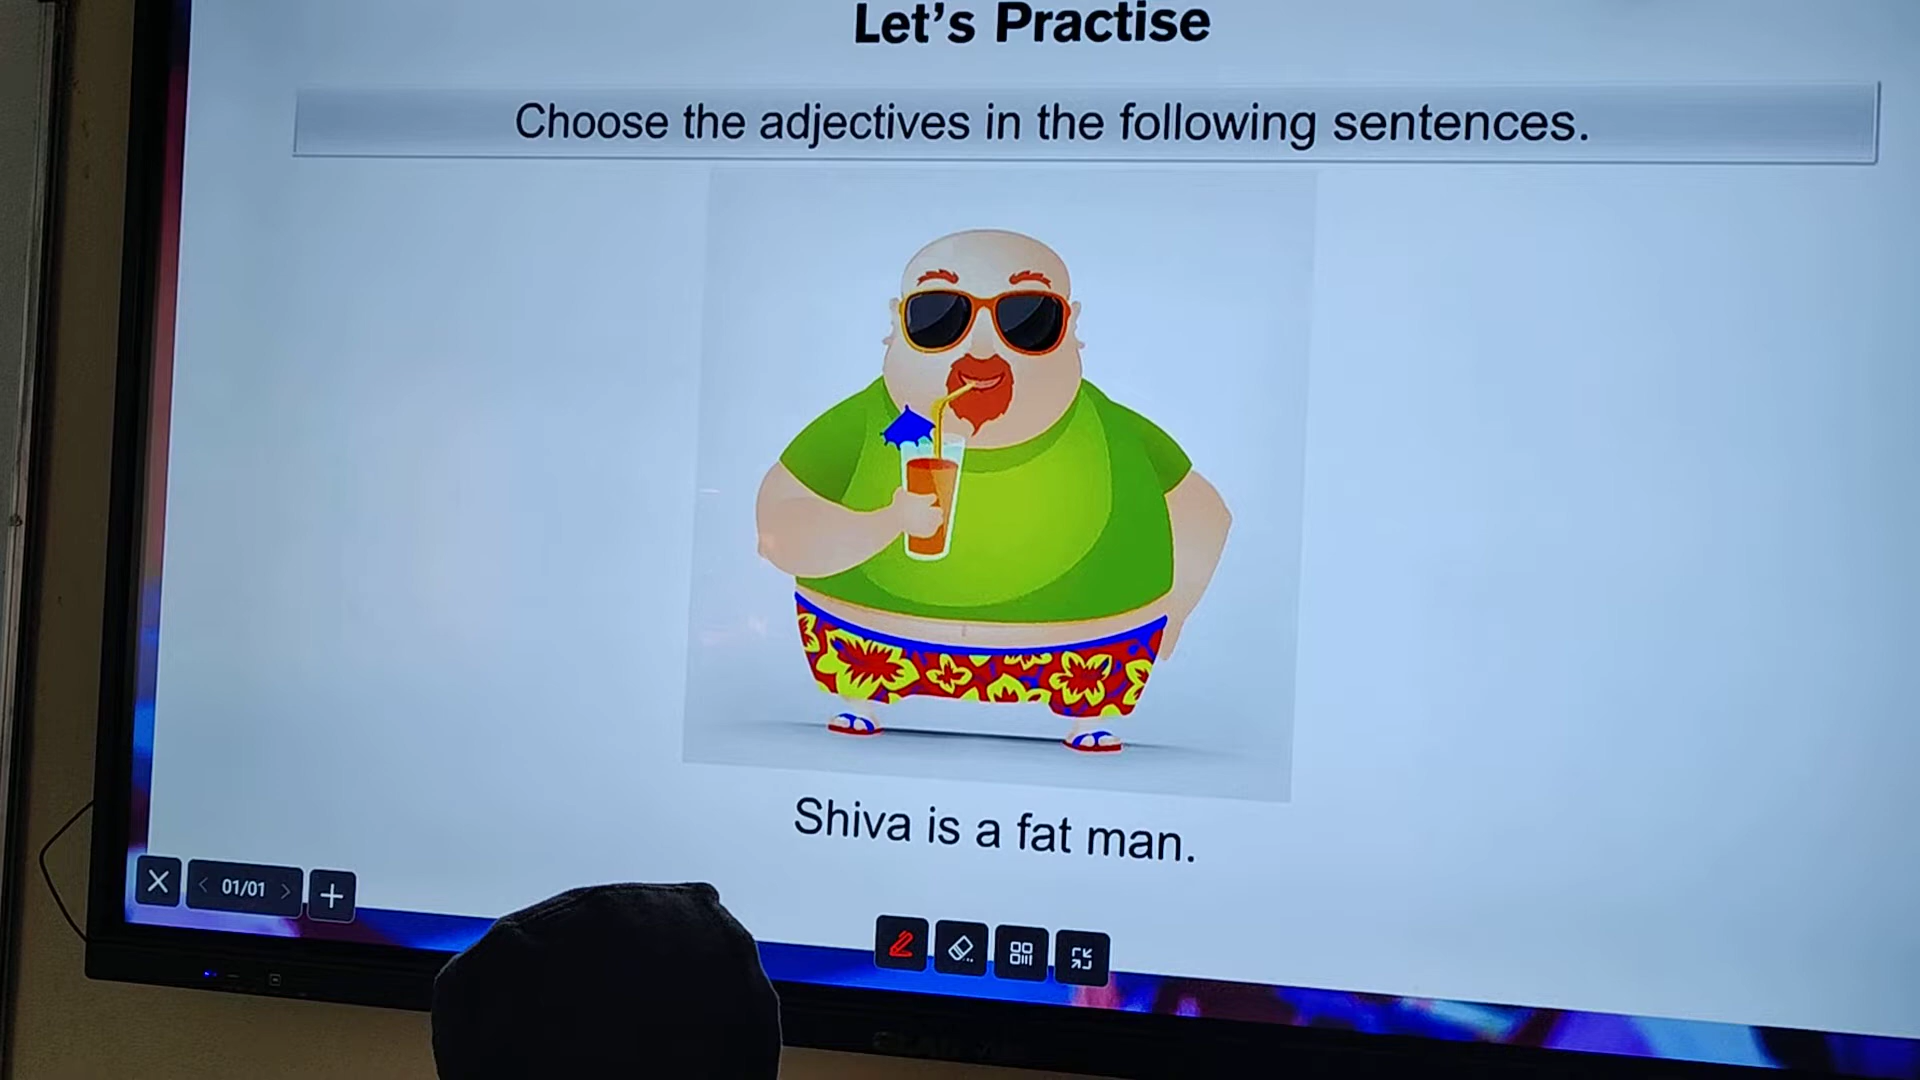 Let's Practise
Choose the adjectives in the following sentences.
Shiva is a fat man.
01/01